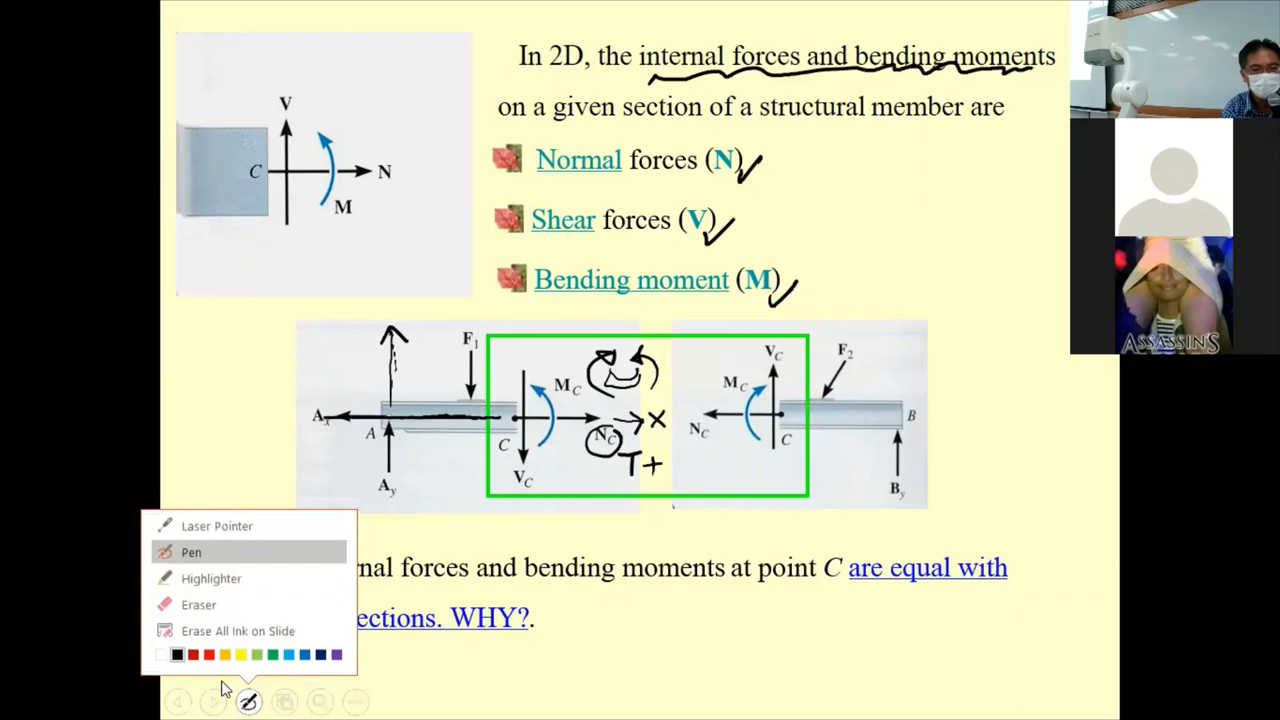 In 2D, the internal forces and bending moments
on a given section of a structural member are
Normal forces (N)
Shear forces (V)
Bending moment (M)
V
C
N
M
F1
MC
Ax
A
NC
C
VC
Ay
X
T+
VC
F2
MC
NC
C
B
By
Laser Pointer
Pen
Highlighter
Eraser
Erase All Ink on Slide
nal forces and bending moments at point C are equal with
ections. WHY?.
ASSASSINS